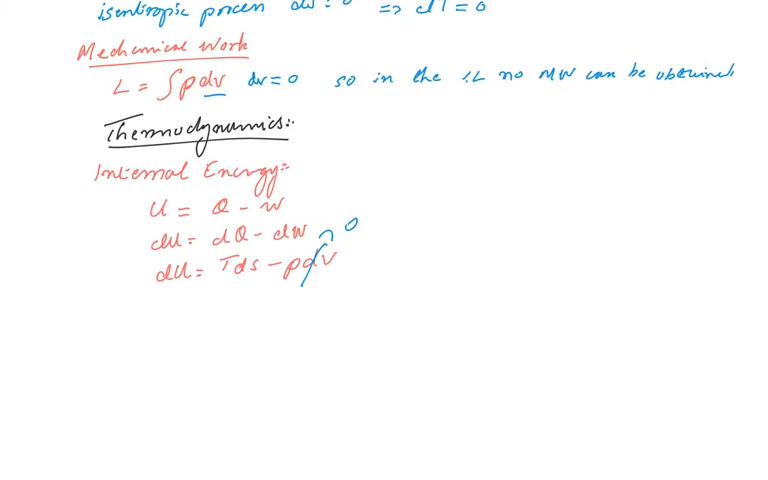 isentropic process dv = 0 => dT = 0
Mechanical Work
L = ∫pdv dv = 0 so in the IL no MW can be obtained
Thermodynamics:
Internal Energy:
U = Q - W
dU = dQ - dW 0
dU = Tds - pdv